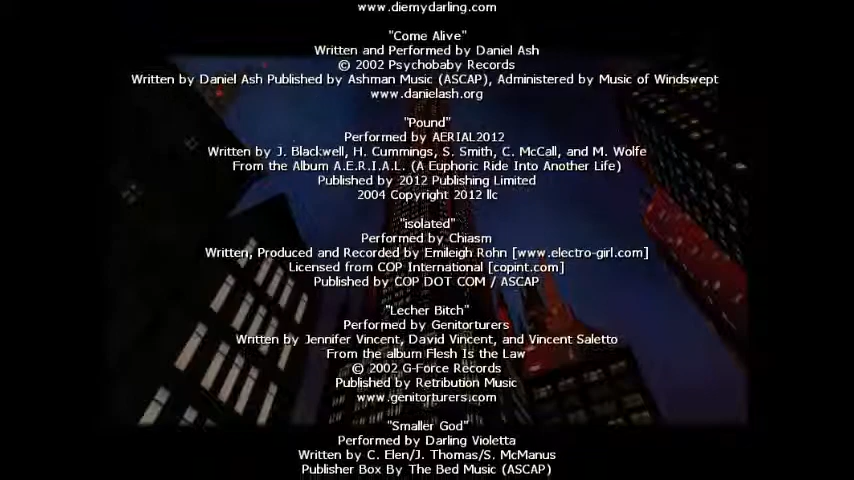 www.diemydarling.com
"Come Alive"
Written and Performed by Daniel Ash
© 2002 Psychobaby Records
Written by Daniel Ash Published by Ashman Music (ASCAP), Administered by Music of Windswept
www.danielash.org
"Pound"
Performed by AERIAL2012
Written by J. Blackwell, H. Cummings, S. Smith, C. McCall, and M. Wolfe
From the Album A.E.R.I.A.L. (A Euphoric Ride Into Another Life)
Published by 2012 Publishing Limited
2004 Copyright 2012 llc
"isolated"
Performed by Chiasm
Written, Produced and Recorded by Emileigh Rohn [www.electro-girl.com]
Licensed from COP International [copint.com]
Published by COP DOT COM / ASCAP
"Lecher Bitch"
Performed by Genitorturers
Written by Jennifer Vincent, David Vincent, and Vincent Saletto
From the album Flesh Is the Law
© 2002 G-Force Records
Published by Retribution Music
www.genitorturers.com
"Smaller God"
Performed by Darling Violetta
Written by C. Elen/J. Thomas/S. McManus
Publisher Box By The Bed Music (ASCAP)